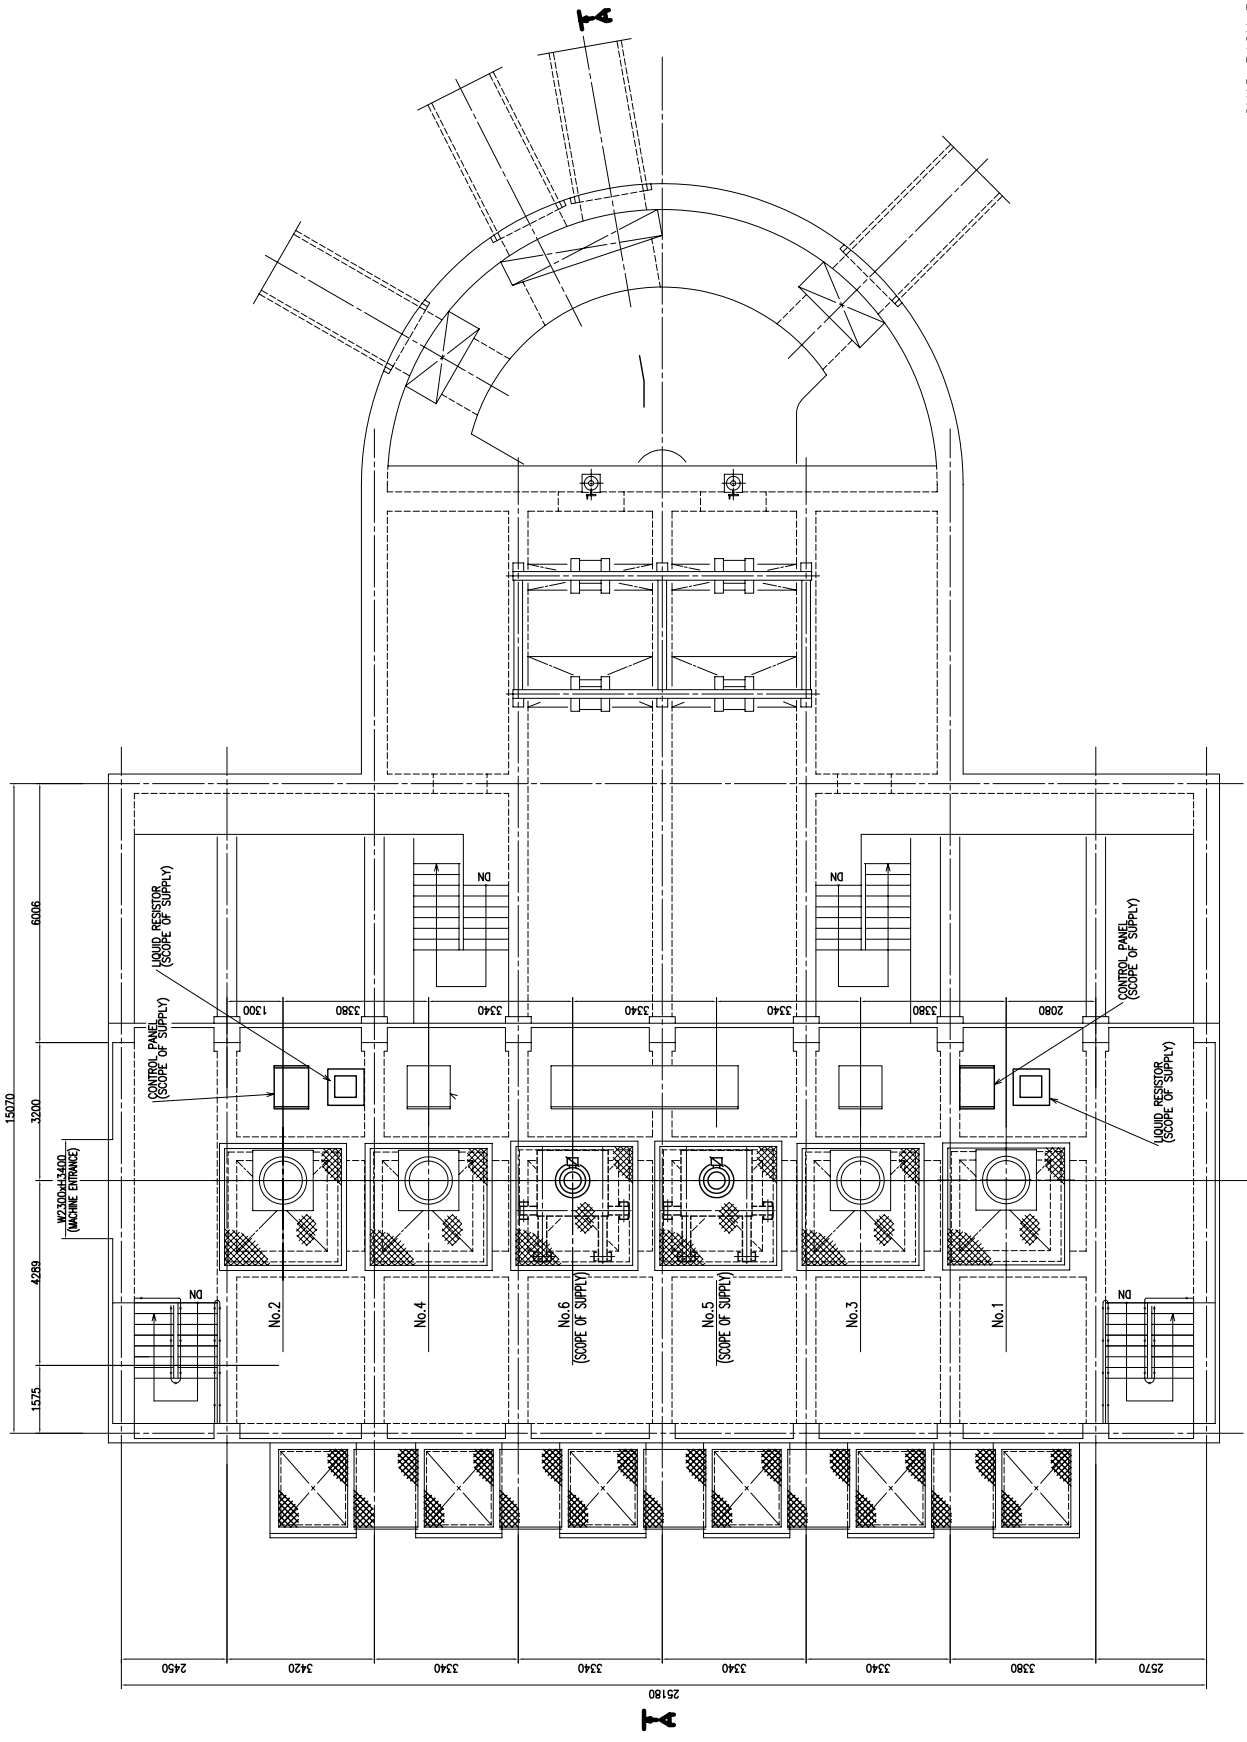 A
LIQUID RESISTOR
(SCOPE OF SUPPLY)
CONTROL PANEL
(SCOPE OF SUPPLY)
CONTROL PANEL
(SCOPE OF SUPPLY)
LIQUID RESISTOR
(SCOPE OF SUPPLY)
15070
6006
3200
4289
1575
W2300xH3400
(MACHINE ENTRANCE)
DN
DN
1300
3380
3340
3340
3340
3380
2080
No.2
No.4
No.6
(SCOPE OF SUPPLY)
No.5
(SCOPE OF SUPPLY)
No.3
No.1
DN
DN
2450
3420
3340
3340
3340
3340
3380
2570
25180
A